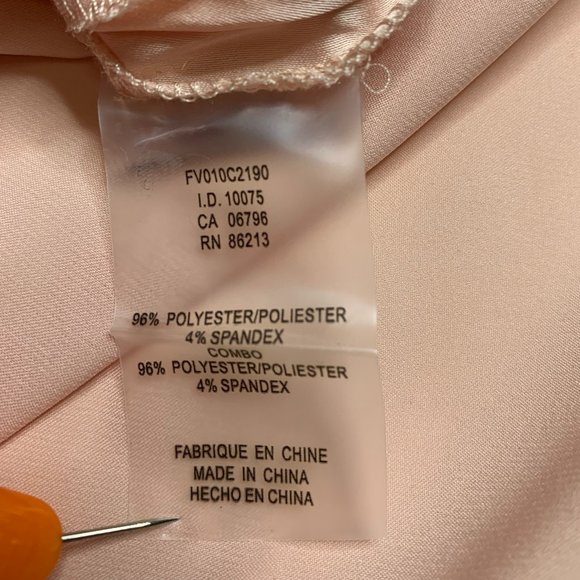 FV010C2190
I.D. 10075
CA 06796
RN 86213
96% POLYESTER/POLIESTER
4% SPANDEX
COMBO
96% POLYESTER/POLIESTER
4% SPANDEX
FABRIQUE EN CHINE
MADE IN CHINA
HECHO EN CHINA